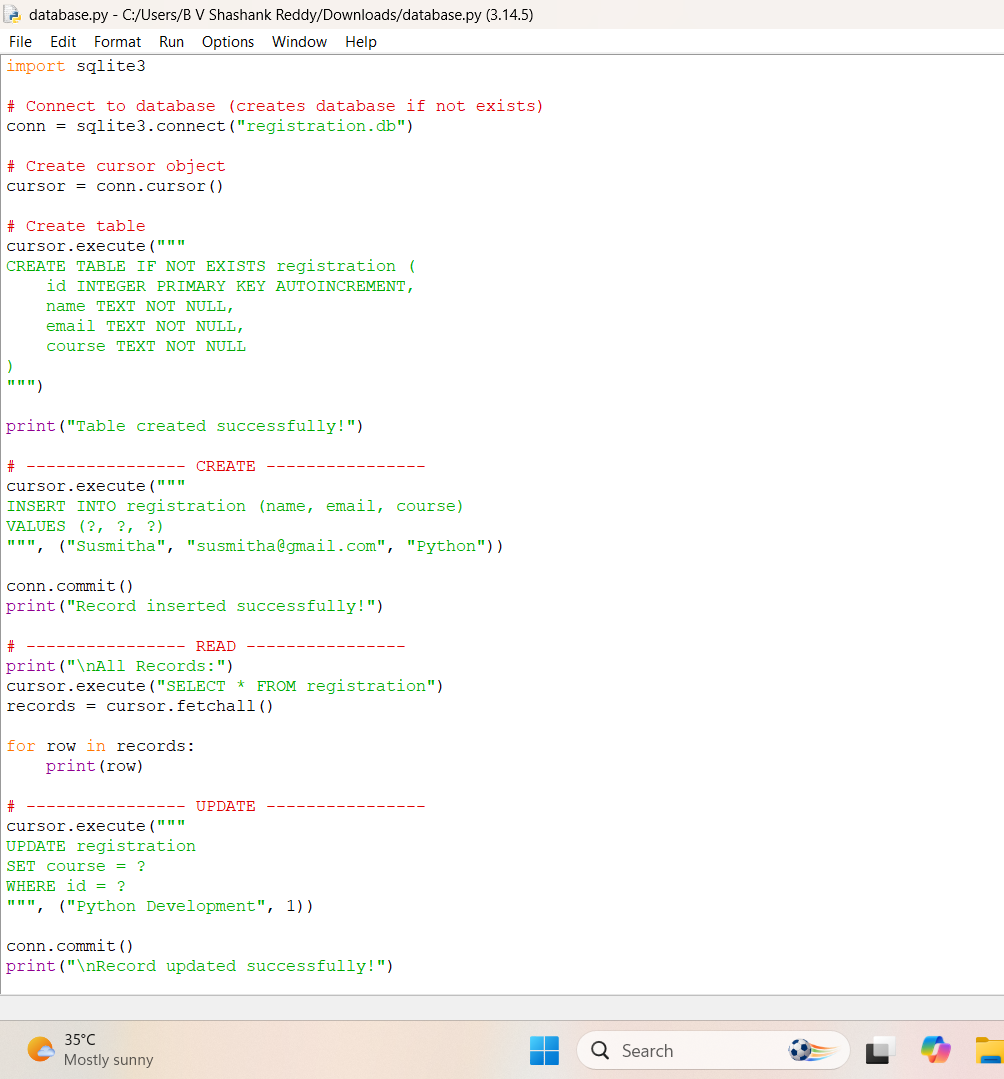 database.py - C:/Users/B V Shashank Reddy/Downloads/database.py (3.14.5)
File Edit Format Run Options Window Help
import sqlite3

# Connect to database (creates database if not exists)
conn = sqlite3.connect("registration.db")

# Create cursor object
cursor = conn.cursor()

# Create table
cursor.execute("""
CREATE TABLE IF NOT EXISTS registration (
    id INTEGER PRIMARY KEY AUTOINCREMENT,
    name TEXT NOT NULL,
    email TEXT NOT NULL,
    course TEXT NOT NULL
)
""")

print("Table created successfully!")

# ---------------- CREATE ----------------
cursor.execute("""
INSERT INTO registration (name, email, course)
VALUES (?, ?, ?)
""", ("Susmitha", "susmitha@gmail.com", "Python"))

conn.commit()
print("Record inserted successfully!")

# ---------------- READ ----------------
print("\nAll Records:")
cursor.execute("SELECT * FROM registration")
records = cursor.fetchall()

for row in records:
    print(row)

# ---------------- UPDATE ----------------
cursor.execute("""
UPDATE registration
SET course = ?
WHERE id = ?
""", ("Python Development", 1))

conn.commit()
print("\nRecord updated successfully!")
35°C
Mostly sunny
Search